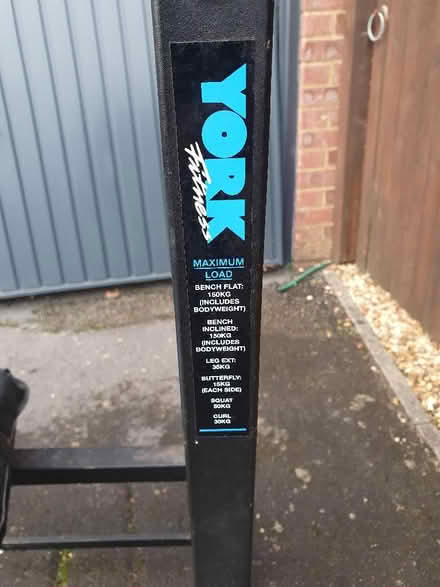 YORK
Fitness
MAXIMUM
LOAD
BENCH FLAT:
150KG
(INCLUDES
BODYWEIGHT)
BENCH
INCLINED:
150KG
(INCLUDES
BODYWEIGHT)
LEG EXT:
35KG
BUTTERFLY:
15KG
(EACH SIDE)
SQUAT
50KG
CURL
30KG